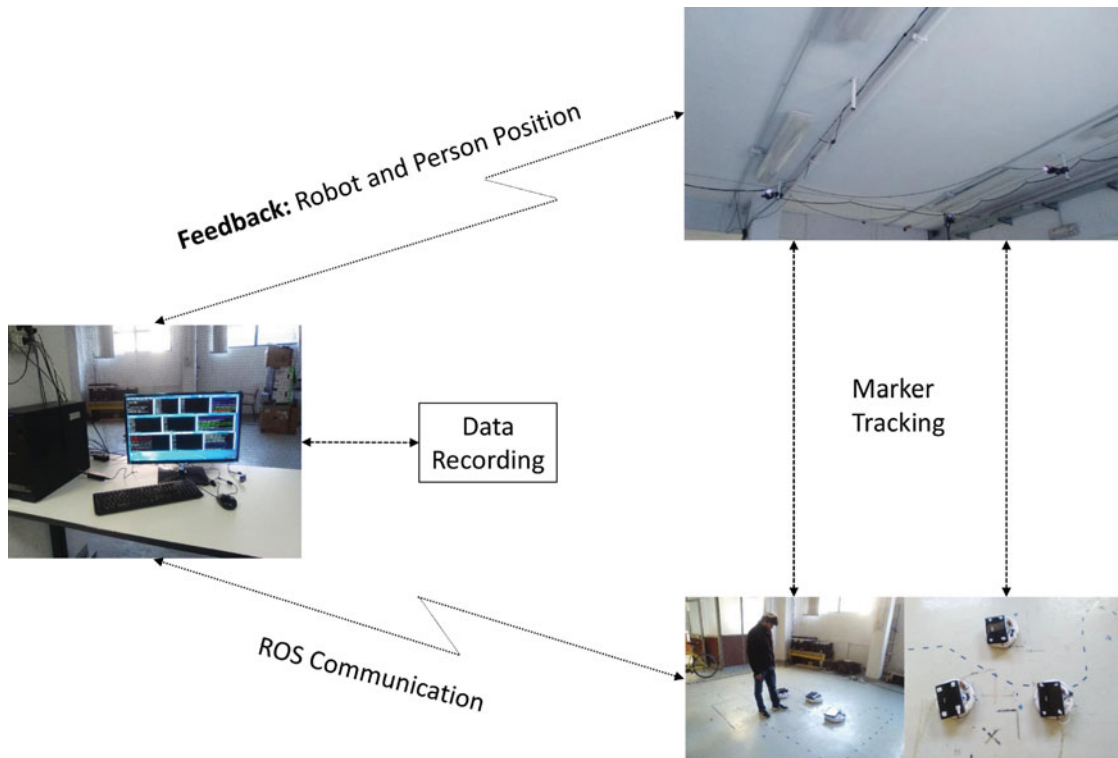 Feedback: Robot and Person Position
Data
Recording
Marker
Tracking
ROS Communication